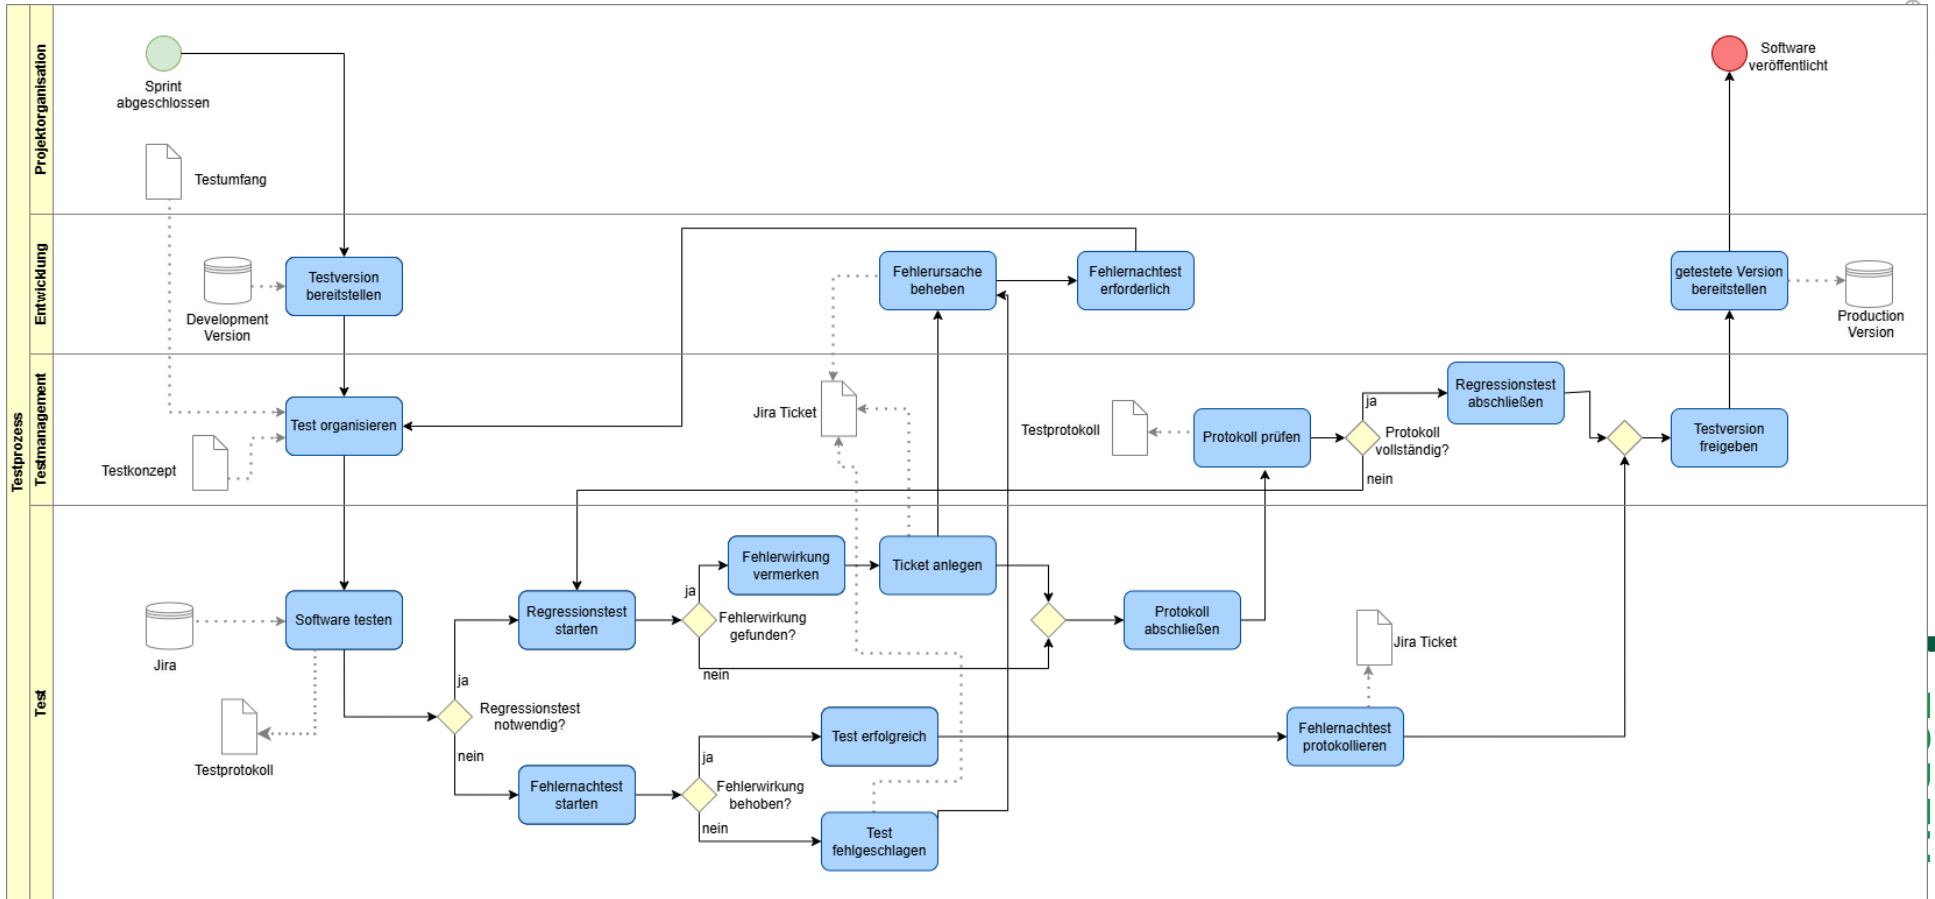 Testprozess
Projektorganisation
Sprint
abgeschlossen
Testumfang
Software
veröffentlicht
Entwicklung
Development
Version
Testversion
bereitstellen
Fehlerursache
beheben
Fehlernachtest
erforderlich
getestete Version
bereitstellen
Production
Version
Testmanagement
Testkonzept
Test organisieren
Jira Ticket
Testprotokoll
Protokoll prüfen
ja
Protokoll
vollständig?
nein
Regressionstest
abschließen
Testversion
freigeben
Test
Jira
Software testen
Testprotokoll
ja
Regressionstest
notwendig?
nein
Regressionstest
starten
ja
Fehlerwirkung
gefunden?
nein
Fehlerwirkung
vermerken
Ticket anlegen
Protokoll
abschließen
Fehlernachtest
starten
ja
Fehlerwirkung
behoben?
nein
Test erfolgreich
Test
fehlgeschlagen
Jira Ticket
Fehlernachtest
protokollieren